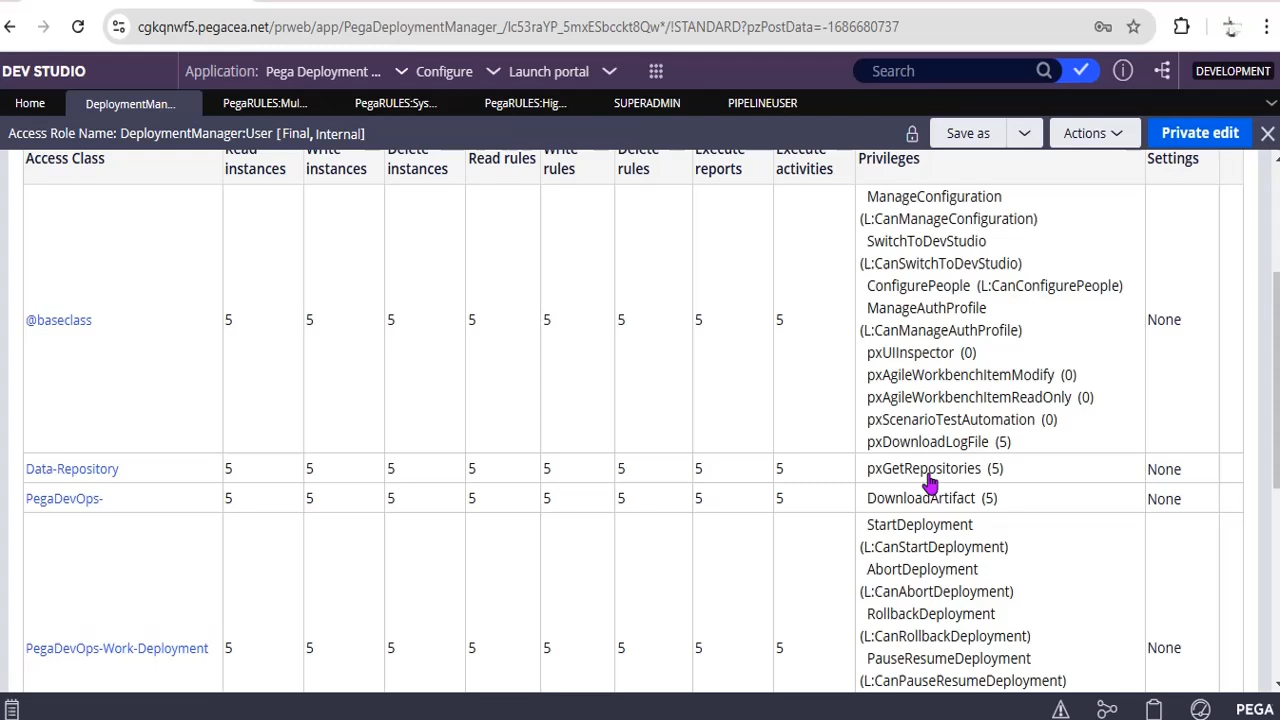 cgkqnwf5.pegacea.net/prweb/app/PegaDeploymentManager_/lc53raYP_5mxESbcckt8Qw*/!STANDARD?pzPostData=-1686680737
DEV STUDIO
Application: Pega Deployment ...
Configure
Launch portal
Search
DEVELOPMENT
Home
DeploymentMan...
PegaRULES:Mul...
PegaRULES:Sys...
PegaRULES:Hig...
SUPERADMIN
PIPELINEUSER
Access Role Name: DeploymentManager:User [ Final, Internal]
Save as
Actions
Private edit
Access Class
Read instances
Write instances
Delete instances
Read rules
Write rules
Delete rules
Execute reports
Execute activities
Privileges
Settings
@baseclass 5 5 5 5 5 5 5 5
ManageConfiguration
(L:CanManageConfiguration)
SwitchToDevStudio
(L:CanSwitchToDevStudio)
ConfigurePeople (L:CanConfigurePeople)
ManageAuthProfile
(L:CanManageAuthProfile)
pxUIInspector (0)
pxAgileWorkbenchItemModify (0)
pxAgileWorkbenchItemReadOnly (0)
pxScenarioTestAutomation (0)
pxDownloadLogFile (5)
None
Data-Repository 5 5 5 5 5 5 5 5 pxGetRepositories (5) None
PegaDevOps- 5 5 5 5 5 5 5 5 DownloadArtifact (5) None
PegaDevOps-Work-Deployment 5 5 5 5 5 5 5 5
StartDeployment
(L:CanStartDeployment)
AbortDeployment
(L:CanAbortDeployment)
RollbackDeployment
(L:CanRollbackDeployment)
PauseResumeDeployment
(L:CanPauseResumeDeployment)
None
PEGA